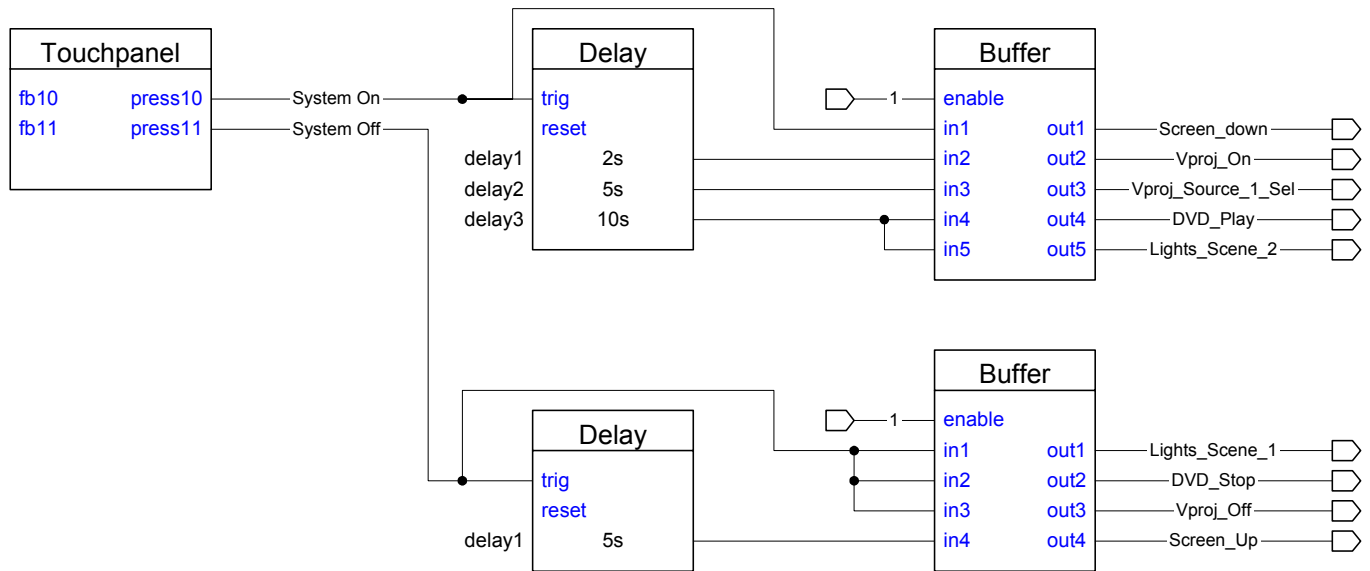 Touchpanel
fb10 press10 System On
fb11 press11 System Off
Delay
trig
reset
delay1 2s
delay2 5s
delay3 10s
Buffer
1 enable
in1 out1 Screen_down
in2 out2 Vproj_On
in3 out3 Vproj_Source_1_Sel
in4 out4 DVD_Play
in5 out5 Lights_Scene_2
Delay
trig
reset
delay1 5s
Buffer
1 enable
in1 out1 Lights_Scene_1
in2 out2 DVD_Stop
in3 out3 Vproj_Off
in4 out4 Screen_Up